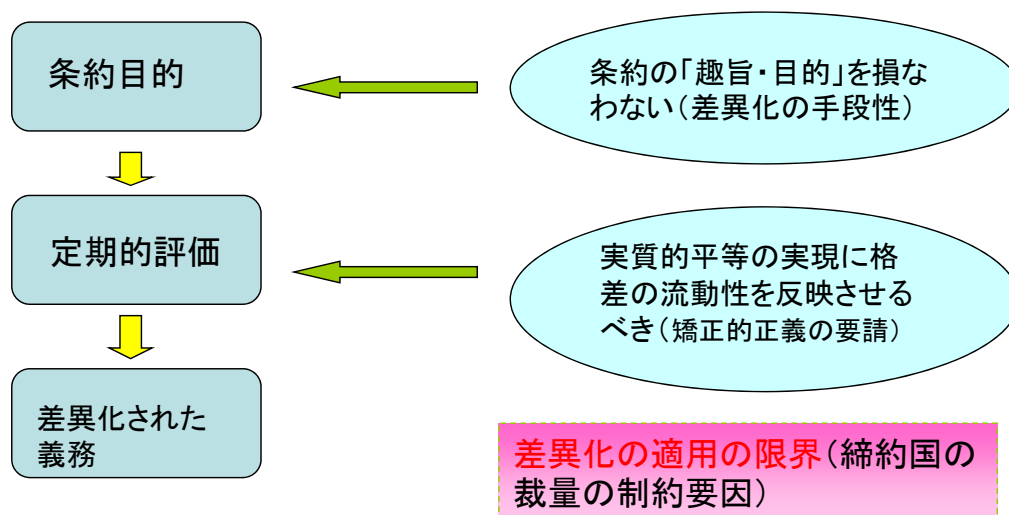 条約目的
条約の「趣旨・目的」を損な
わない（差異化の手段性）
定期的評価
実質的平等の実現に格
差の流動性を反映させる
べき（矯正的正義の要請）
差異化された
義務
差異化の適用の限界（締約国の
裁量の制約要因）